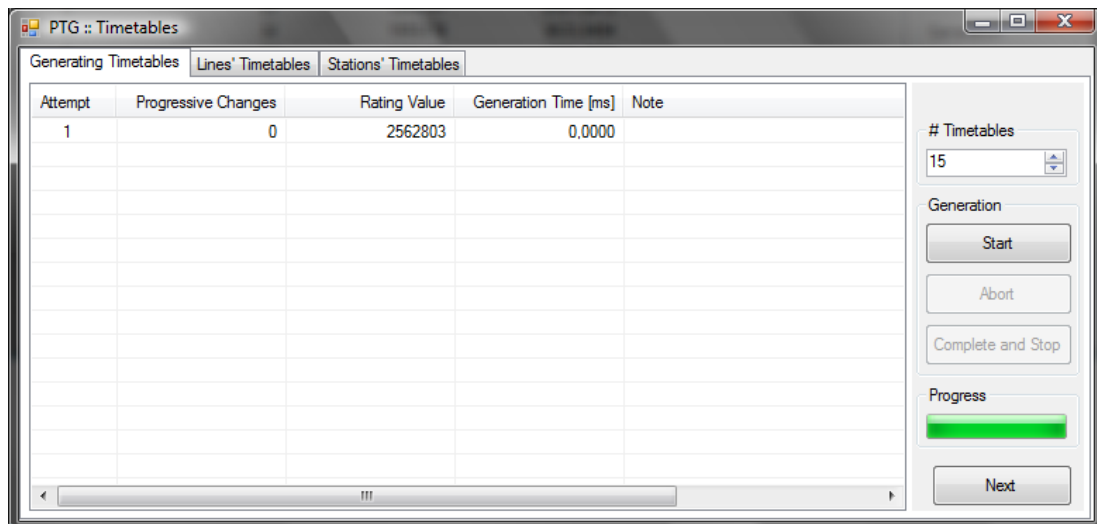 PTG :: Timetables
Generating Timetables Lines' Timetables Stations' Timetables
Attempt Progressive Changes Rating Value Generation Time [ms] Note
1 0 2562803 0,0000
# Timetables
15
Generation
Start
Abort
Complete and Stop
Progress
Next